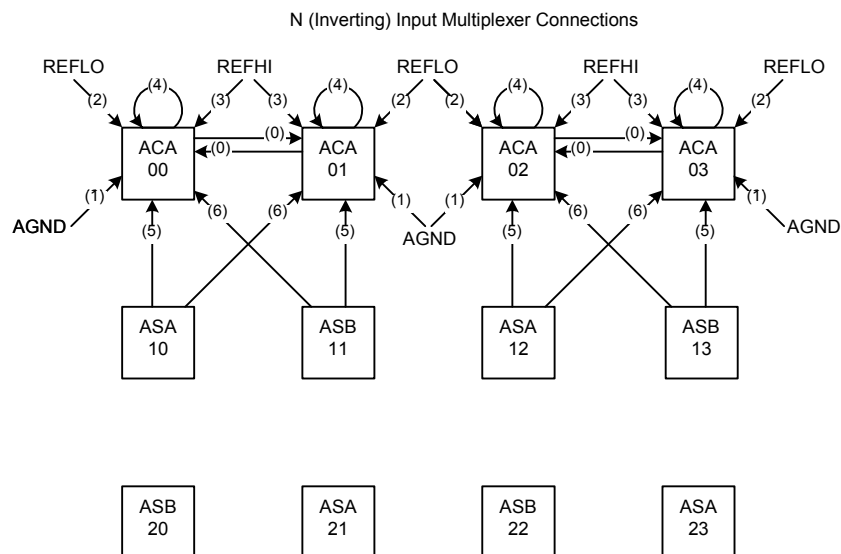 N (Inverting) Input Multiplexer Connections
REFLO (4) REFHI (4) REFLO (4) REFHI (4) REFLO
(2) (3) (3) (2) (2) (3) (3) (2)
(0) (0)
ACA 00 (0) ACA 01 ACA 02 (0) ACA 03
(1) (1) (1) (1)
AGND (5) (6) (6) (5) AGND (5) (6) (6) (5) AGND
ASA ASB ASA ASB
10 11 12 13
ASB ASA ASB ASA
20 21 22 23